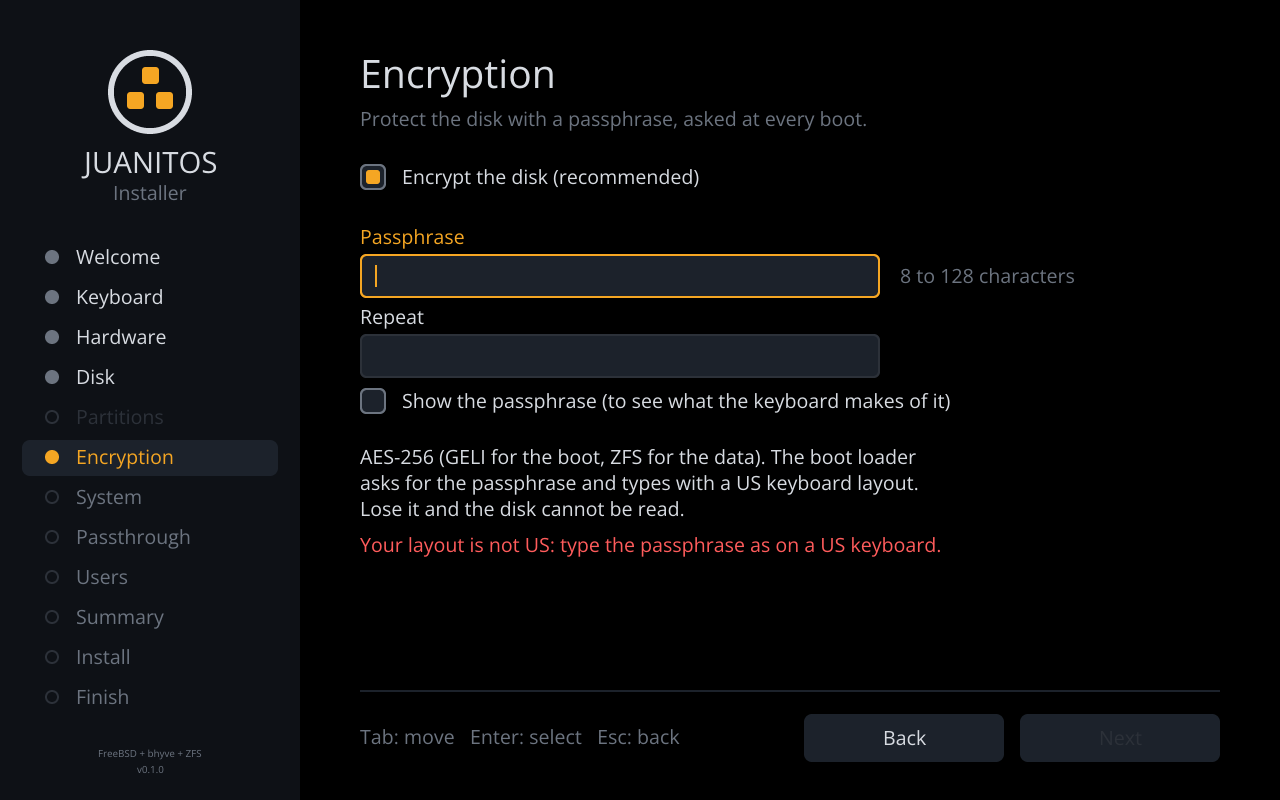 JUANITOS
Installer
Welcome
Keyboard
Hardware
Disk
Partitions
Encryption
System
Passthrough
Users
Summary
Install
Finish
FreeBSD + bhyve + ZFS
v0.1.0
Encryption
Protect the disk with a passphrase, asked at every boot.
Encrypt the disk (recommended)
Passphrase
8 to 128 characters
Repeat
Show the passphrase (to see what the keyboard makes of it)
AES-256 (GELI for the boot, ZFS for the data). The boot loader
asks for the passphrase and types with a US keyboard layout.
Lose it and the disk cannot be read.
Your layout is not US: type the passphrase as on a US keyboard.
Tab: move Enter: select Esc: back
Back
Next